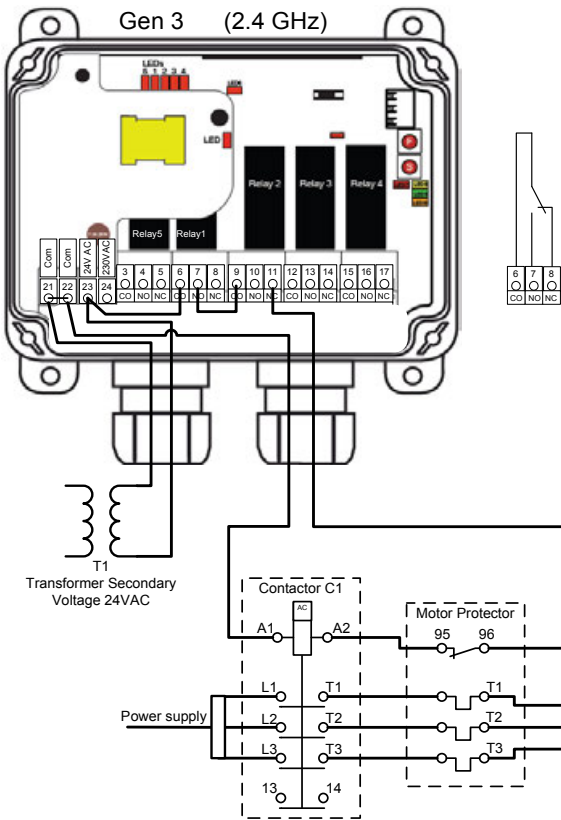 Gen 3 (2.4 GHz)
LEDs
5 1 2 3 4
LED
Relay 2
Relay 3
Relay 4
F
S
Relay5
Relay1
Com
Com
24V AC
230VAC
21 22 23 24
3 4 5 6 7 8 9 10 11 12 13 14 15 16 17
CO NO NC CO NO NC CO NO NC CO NO NC CO NO NC
6 7 8
CO NO NC
T1
Transformer Secondary
Voltage 24VAC
Contactor C1
AC
A1 A2
Motor Protector
95 96
L1 T1 T1
Power supply
L2 T2 T2
L3 T3 T3
13 14